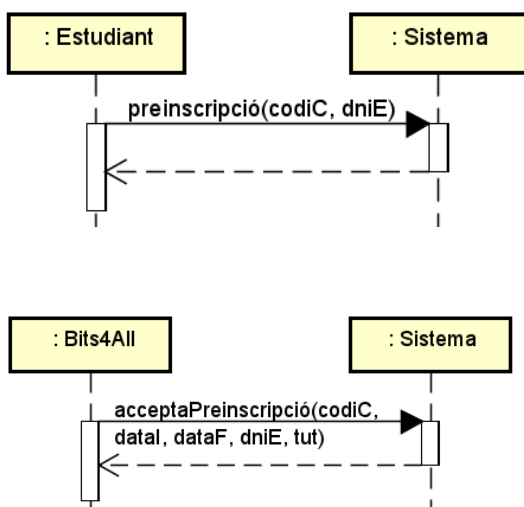 : Estudiant
: Sistema
preinscripció(codiC, dniE)
: Bits4All
: Sistema
acceptaPreinscripció(codiC,
dataI, dataF, dniE, tut)